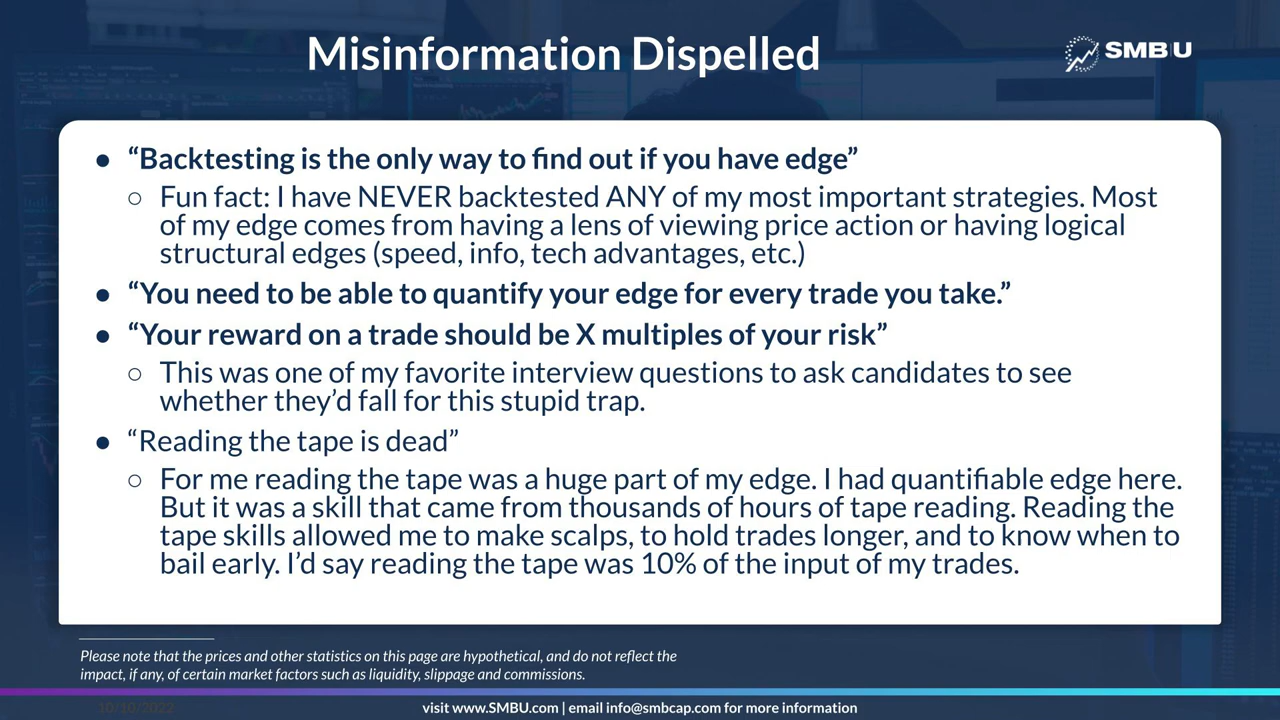 Misinformation Dispelled
SMB U
● “Backtesting is the only way to find out if you have edge”
○ Fun fact: I have NEVER backtested ANY of my most important strategies. Most
of my edge comes from having a lens of viewing price action or having logical
structural edges (speed, info, tech advantages, etc.)
● “You need to be able to quantify your edge for every trade you take.”
● “Your reward on a trade should be X multiples of your risk”
○ This was one of my favorite interview questions to ask candidates to see
whether they’d fall for this stupid trap.
● “Reading the tape is dead”
○ For me reading the tape was a huge part of my edge. I had quantifiable edge here.
But it was a skill that came from thousands of hours of tape reading. Reading the
tape skills allowed me to make scalps, to hold trades longer, and to know when to
bail early. I’d say reading the tape was 10% of the input of my trades.
Please note that the prices and other statistics on this page are hypothetical, and do not reflect the
impact, if any, of certain market factors such as liquidity, slippage and commissions.
10/10/2022
visit www.SMBU.com | email info@smbcap.com for more information